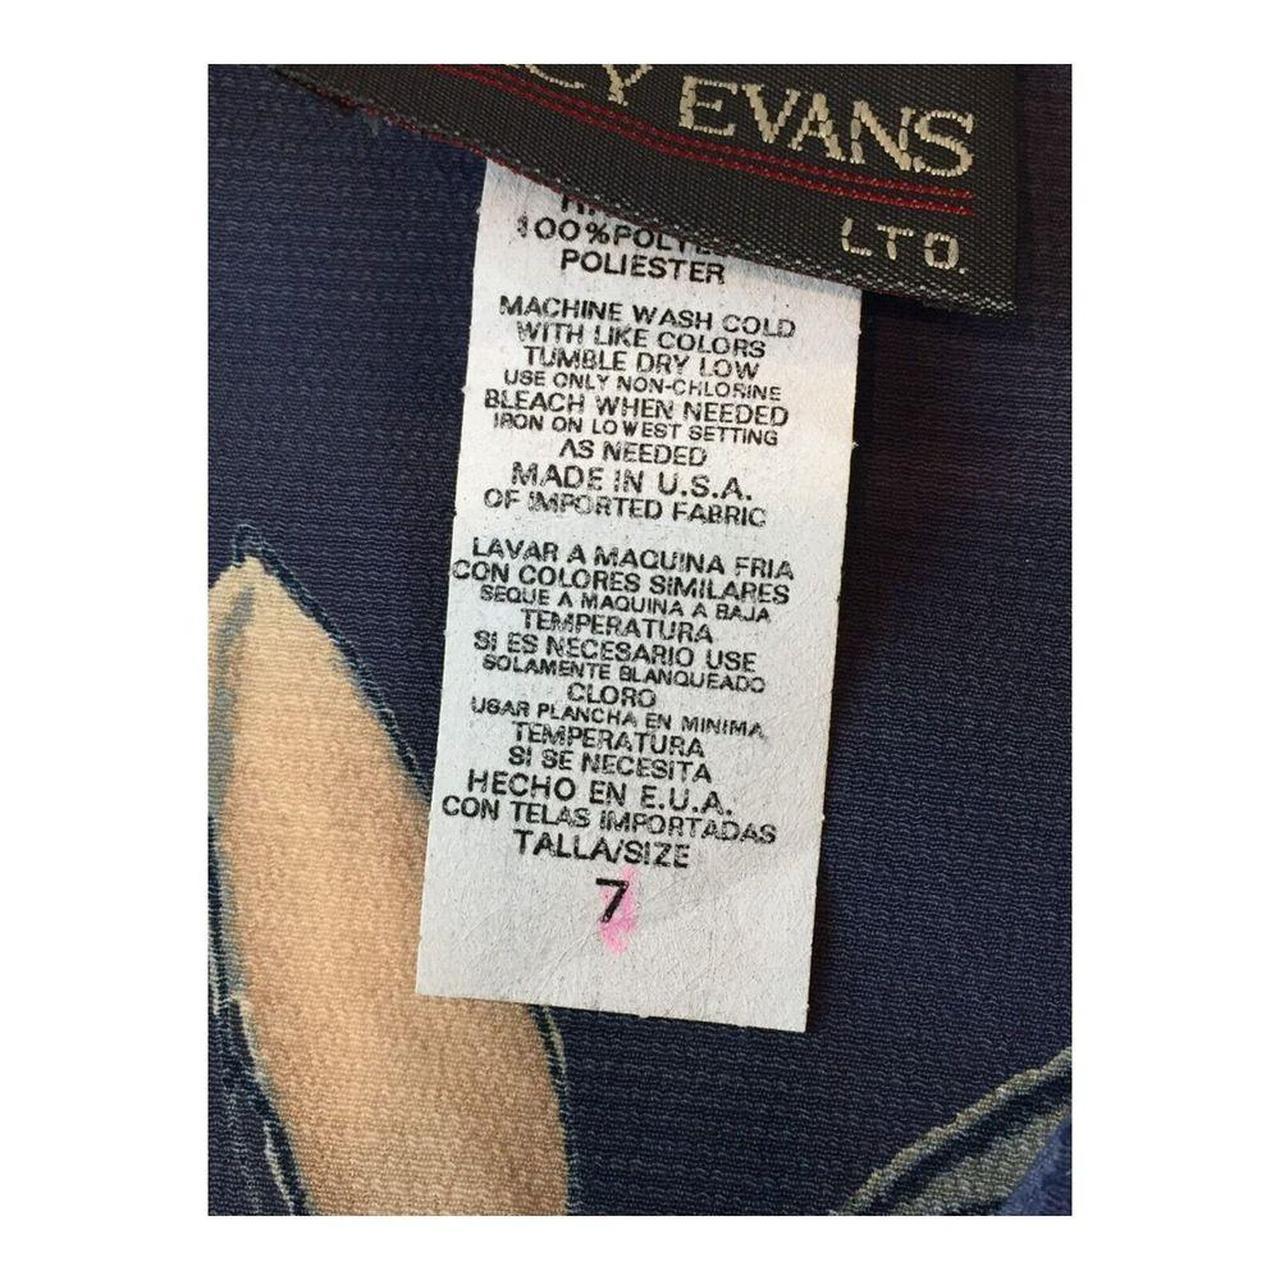 EVANS
LTD.
POLIESTER
MACHINE WASH COLD
WITH LIKE COLORS
TUMBLE DRY LOW
USE ONLY NON-CHLORINE
BLEACH WHEN NEEDED
IRON ON LOWEST SETTING
AS NEEDED
MADE IN U.S.A.
OF IMPORTED FABRIC
LAVAR A MAQUINA FRIA
CON COLORES SIMILARES
SEQUE A MAQUINA A BAJA
TEMPERATURA
SI ES NECESARIO USE
SOLAMENTE BLANQUEADO
CLORO
USAR PLANCHA EN MINIMA
TEMPERATURA
SI SE NECESITA
HECHO EN E.U.A.
CON TELAS IMPORTADAS
TALLA/SIZE
7